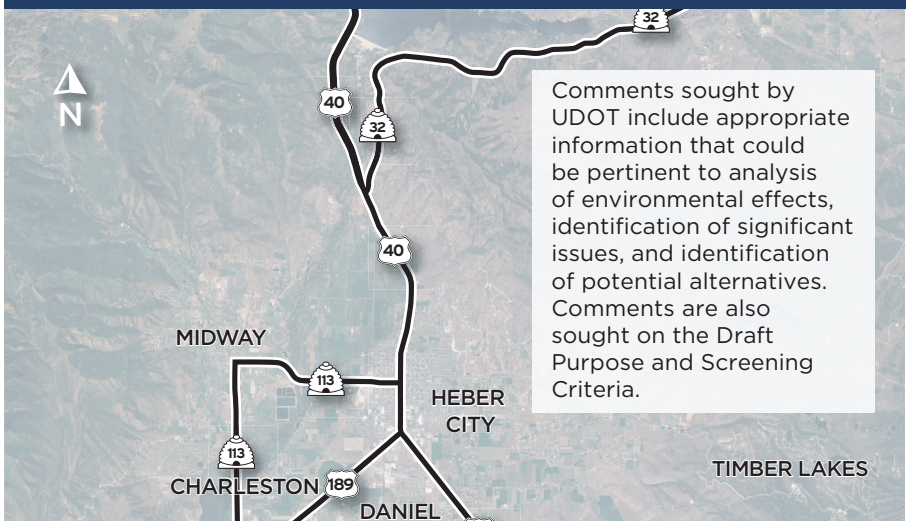 32
N
40
32
Comments sought by
UDOT include appropriate
information that could
be pertinent to analysis
of environmental effects,
identification of significant
issues, and identification
of potential alternatives.
Comments are also
sought on the Draft
Purpose and Screening
Criteria.
40
MIDWAY
113
HEBER
CITY
113
CHARLESTON
189
TIMBER LAKES
DANIEL